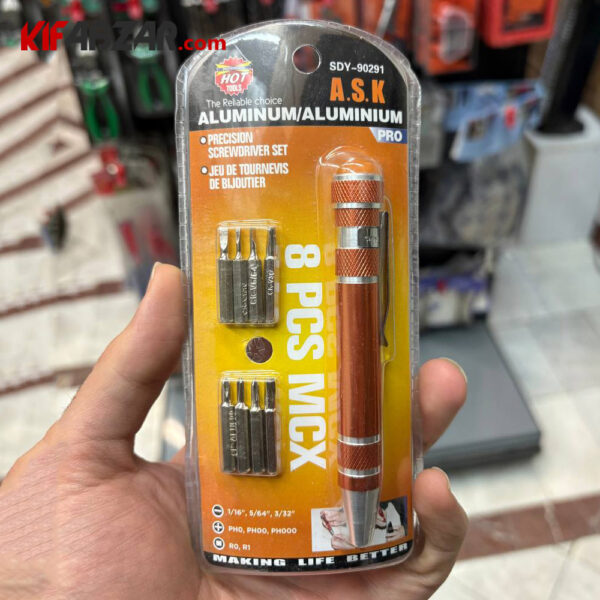 KIFABZAR.com
SDY-90291
HOT
TOOLS
A.S.K
The Reliable choice
ALUMINUM/ALUMINIUM
PRO
• PRECISION
SCREWDRIVER SET
• JEU DE TOURNEVIS
DE BIJOUTIER
8 PCS MCX
1/16", 5/64", 3/32"
PH0, PH00, PH000
R0, R1
MAKING LIFE BETTER